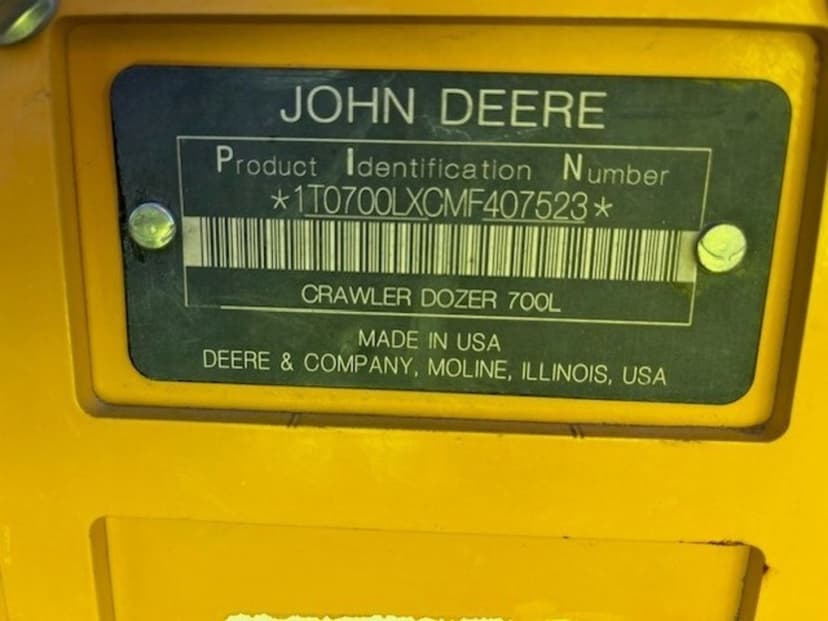 JOHN DEERE
Product Identification Number
*1T0700LXCMF407523*
CRAWLER DOZER 700L
MADE IN USA
DEERE & COMPANY, MOLINE, ILLINOIS, USA